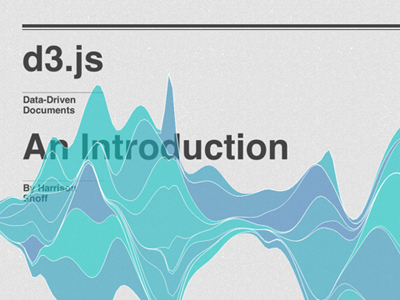 d3.js
Data-Driven
Documents
An Introduction
By Harrison
Shoff